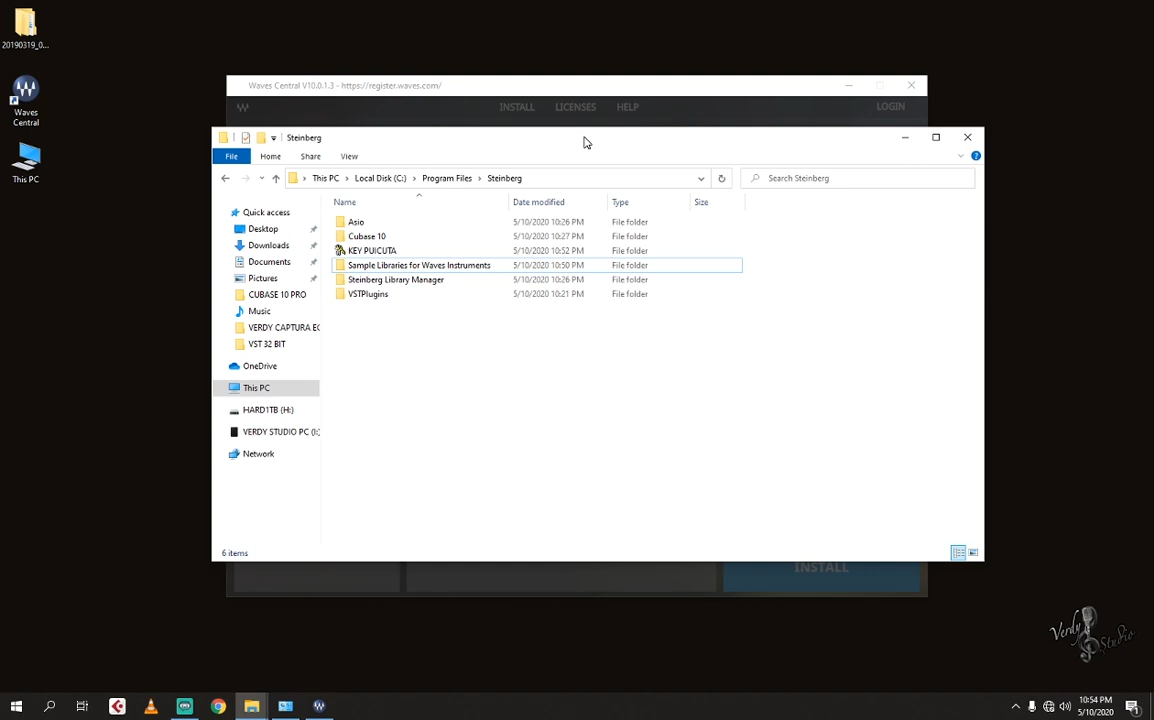 20190319_0...
Waves
Central
This PC
Waves Central V10.0.1.3 - https://register.waves.com/
INSTALL LICENSES HELP LOGIN
Steinberg
File Home Share View
This PC Local Disk (C:) Program Files Steinberg
Search Steinberg
Name Date modified Type Size
Quick access
Desktop
Downloads
Documents
Pictures
CUBASE 10 PRO
Music
VERDY CAPTURA EC
VST 32 BIT
OneDrive
This PC
HARD1TB (H:)
VERDY STUDIO PC (I:)
Network
Asio 5/10/2020 10:26 PM File folder
Cubase 10 5/10/2020 10:27 PM File folder
KEY PUICUTA 5/10/2020 10:52 PM File folder
Sample Libraries for Waves Instruments 5/10/2020 10:50 PM File folder
Steinberg Library Manager 5/10/2020 10:26 PM File folder
VSTPlugins 5/10/2020 10:21 PM File folder
6 items
INSTALL
Verdy Studio
10:54 PM
5/10/2020